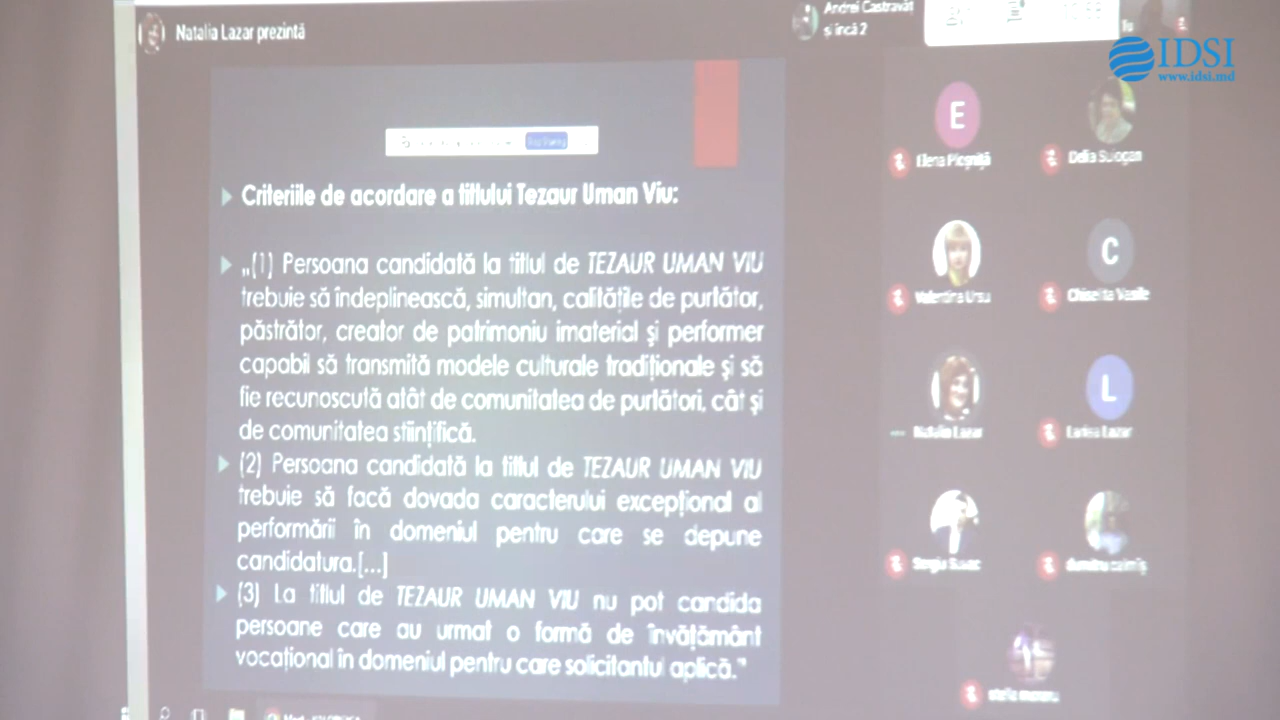 Natalia Lazar prezintă
Andrei Castravăț
și încă 2
IDSI
www.idsi.md
Criteriile de acordare a titlului Tezaur Uman Viu:
„(1) Persoana candidată la titlul de TEZAUR UMAN VIU
trebuie să îndeplinească, simultan, calitățile de purtător,
păstrător, creator de patrimoniu imaterial și performer
capabil să transmită modele culturale tradiționale și să
fie recunoscută atât de comunitatea de purtători, cât și
de comunitatea stiințifică.
(2) Persoana candidată la titlul de TEZAUR UMAN VIU
trebuie să facă dovada caracterului excepțional al
performării în domeniul pentru care se depune
candidatura.[...]
(3) La titlul de TEZAUR UMAN VIU nu pot candida
persoane care au urmat o formă de învățământ
vocațional în domeniul pentru care solicitantul aplică."
E
Elena Ploșniță
Delia Suiogan
Valentina Ursu
C
Vasile
Natalia Lazar
L
Larisa Lazar
Sergiu
dumitru
stela